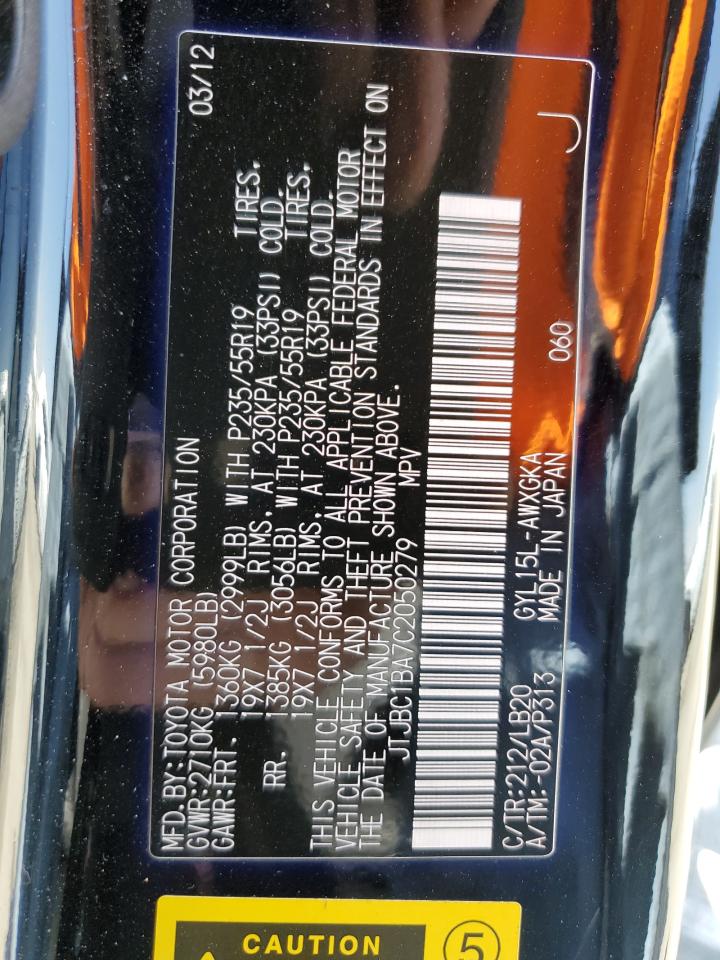 MFD.BY:TOYOTA MOTOR CORPORATION 03/12
GVWR:2710KG (5980LB)
GAWR:FRT. 1360KG (2999LB) WITH P235/55R19 TIRES.
19X7 1/2J RIMS, AT 230KPA (33PSI) COLD.
RR. 1385KG (3056LB) WITH P235/55R19 TIRES.
19X7 1/2J RIMS, AT 230KPA (33PSI) COLD.
THIS VEHICLE CONFORMS TO ALL APPLICABLE FEDERAL MOTOR
VEHICLE SAFETY AND THEFT PREVENTION STANDARDS IN EFFECT ON
THE DATE OF MANUFACTURE SHOWN ABOVE.
JTJBC1BA7C2050279 MPV
C/TR:212/LB20 GYL15L-AWXGKA 060 J
A/TM:-02A/P313 MADE IN JAPAN
CAUTION 5